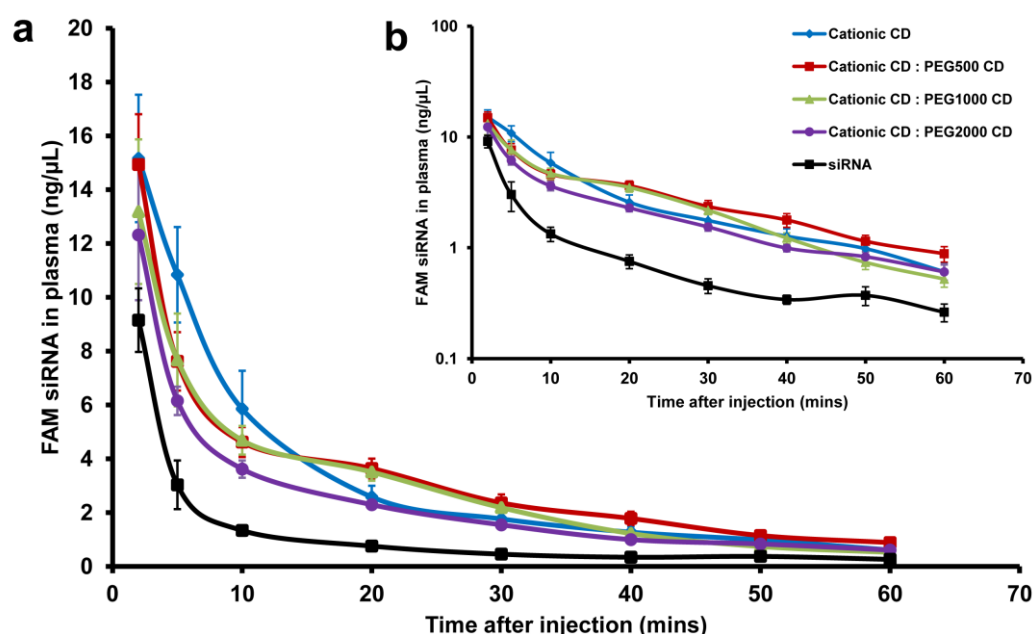 a
FAM siRNA in plasma (ng/µL)
20
18
16
14
12
10
8
6
4
2
0
0 10 20 30 40 50 60 70
Time after injection (mins)
b
FAM siRNA in plasma (ng/µL)
100
10
1
0.1
0 10 20 30 40 50 60 70
Time after injection (mins)
Cationic CD
Cationic CD : PEG500 CD
Cationic CD : PEG1000 CD
Cationic CD : PEG2000 CD
siRNA